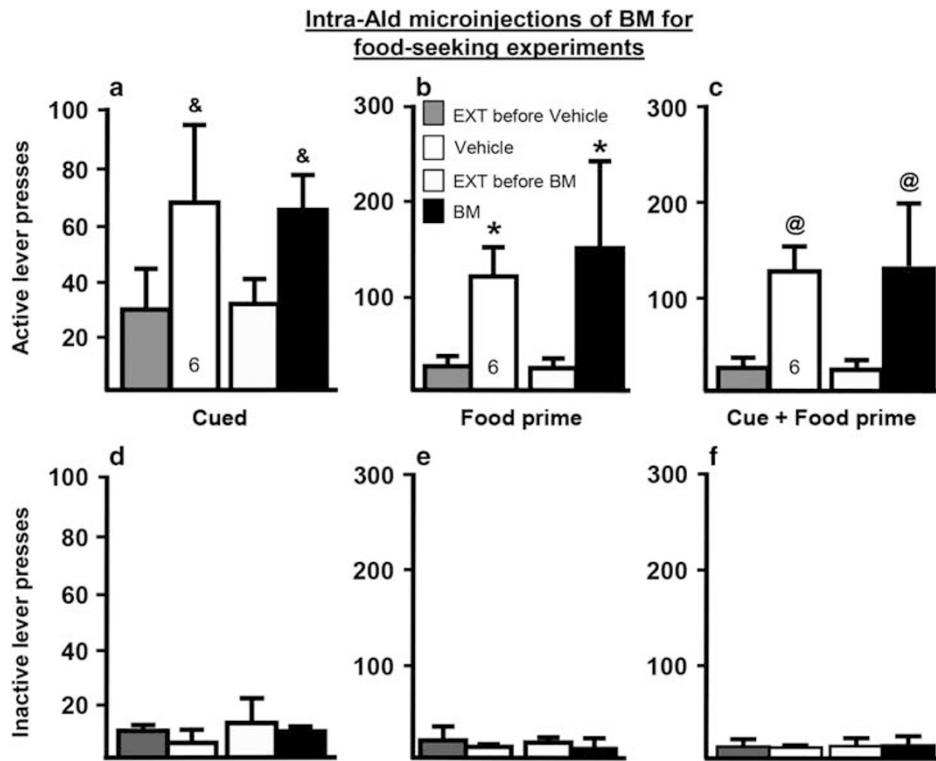 Intra-AId microinjections of BM for
food-seeking experiments
a
&
&
100
80
60
40
20
Active lever presses
6
Cued
b
300
200
100
EXT before Vehicle
Vehicle
EXT before BM
BM
*
*
6
Food prime
c
300
200
100
@
@
6
Cue + Food prime
d
100
80
60
40
20
Inactive lever presses
e
300
200
100
f
300
200
100